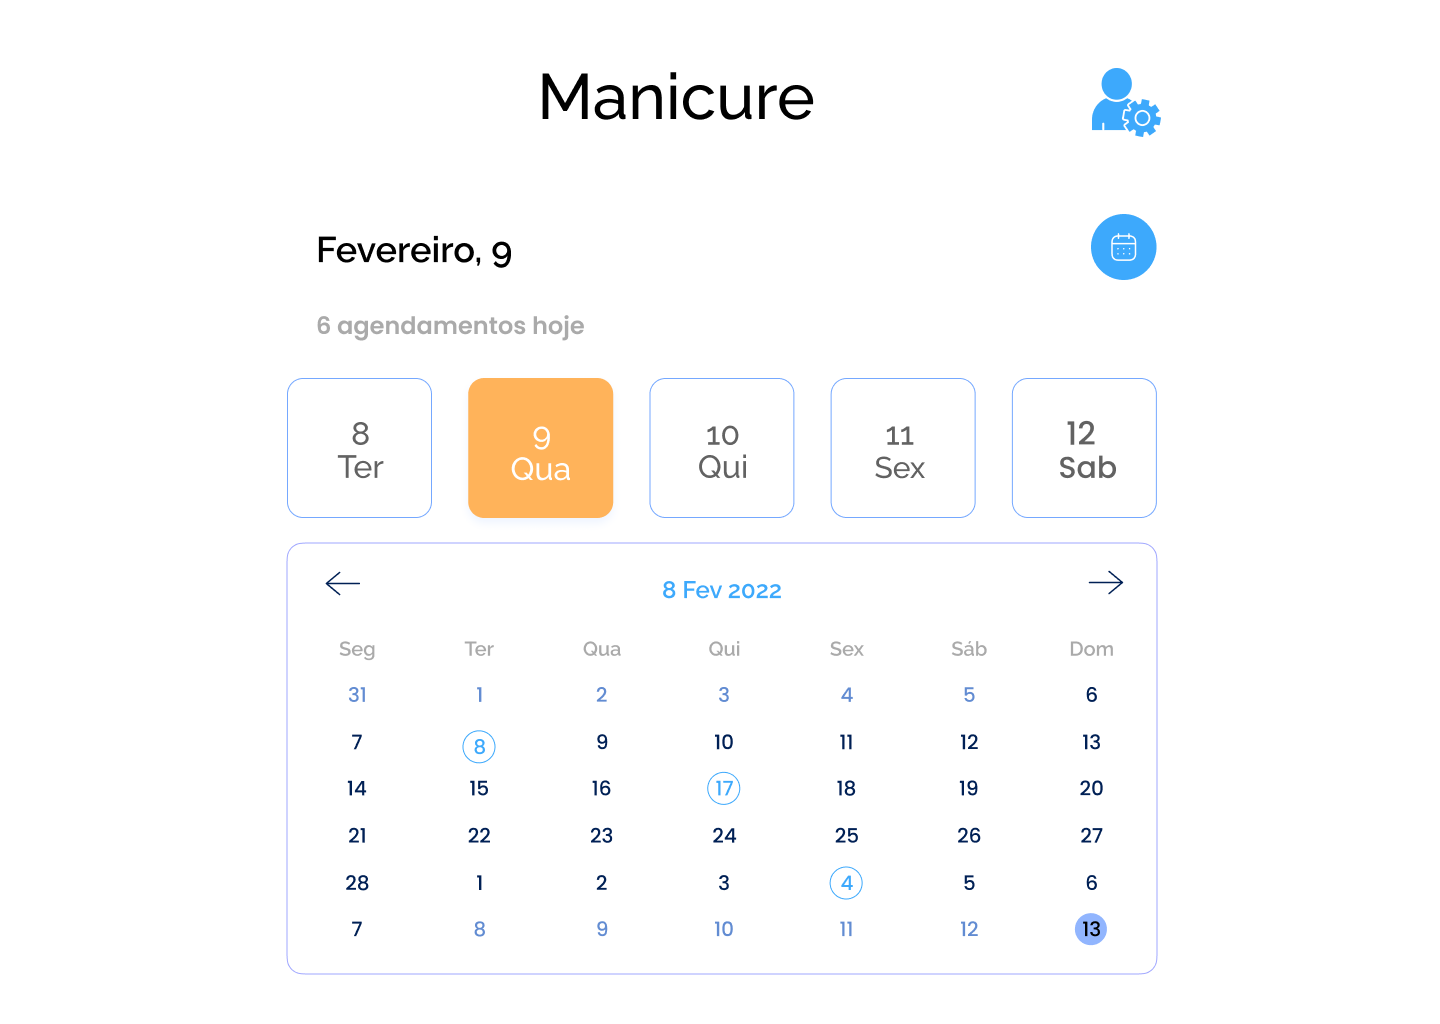 Manicure
Fevereiro, 9
6 agendamentos hoje
8 9 10 11 12
Ter Qua Qui Sex Sab
8 Fev 2022
Seg Ter Qua Qui Sex Sáb Dom
31 1 2 3 4 5 6
7 8 9 10 11 12 13
14 15 16 17 18 19 20
21 22 23 24 25 26 27
28 1 2 3 4 5 6
7 8 9 10 11 12 13